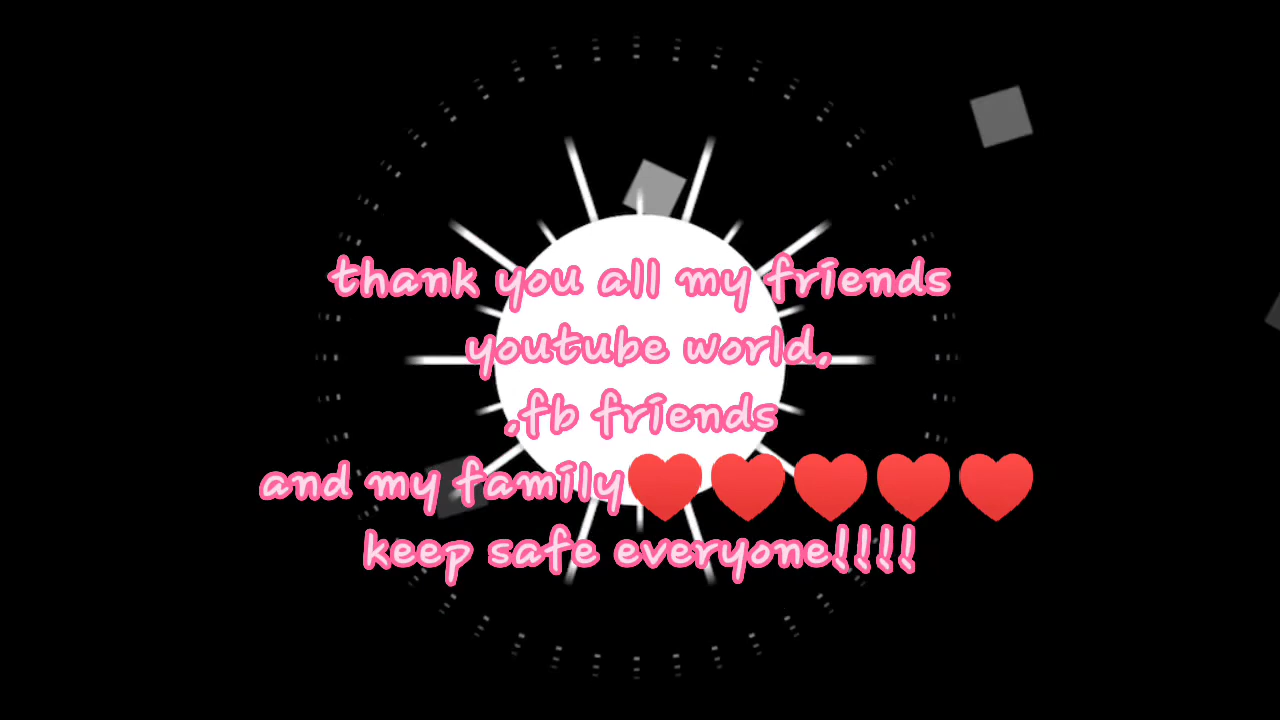 thank you all my friends
youtube world,
,fb friends
and my family♥️♥️♥️♥️♥️
keep safe everyone!!!!